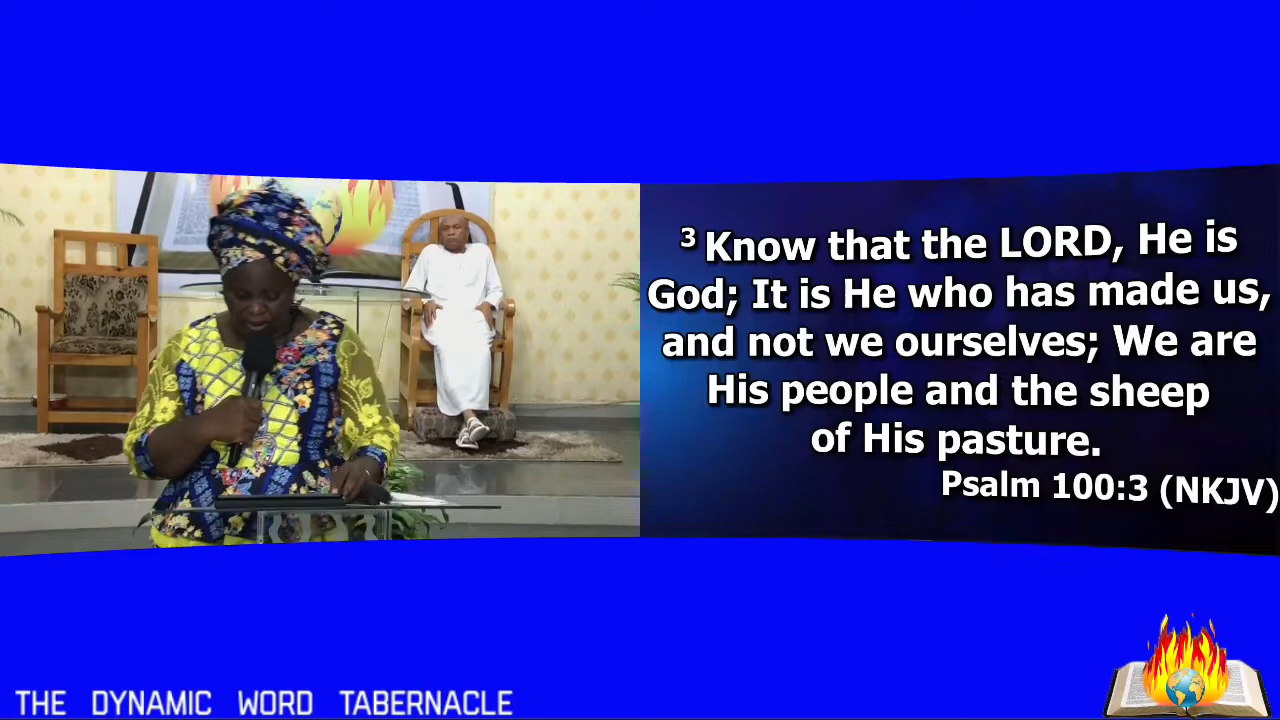 3 Know that the LORD, He is
God; It is He who has made us,
and not we ourselves; We are
His people and the sheep
of His pasture.
Psalm 100:3 (NKJV)
THE DYNAMIC WORD TABERNACLE